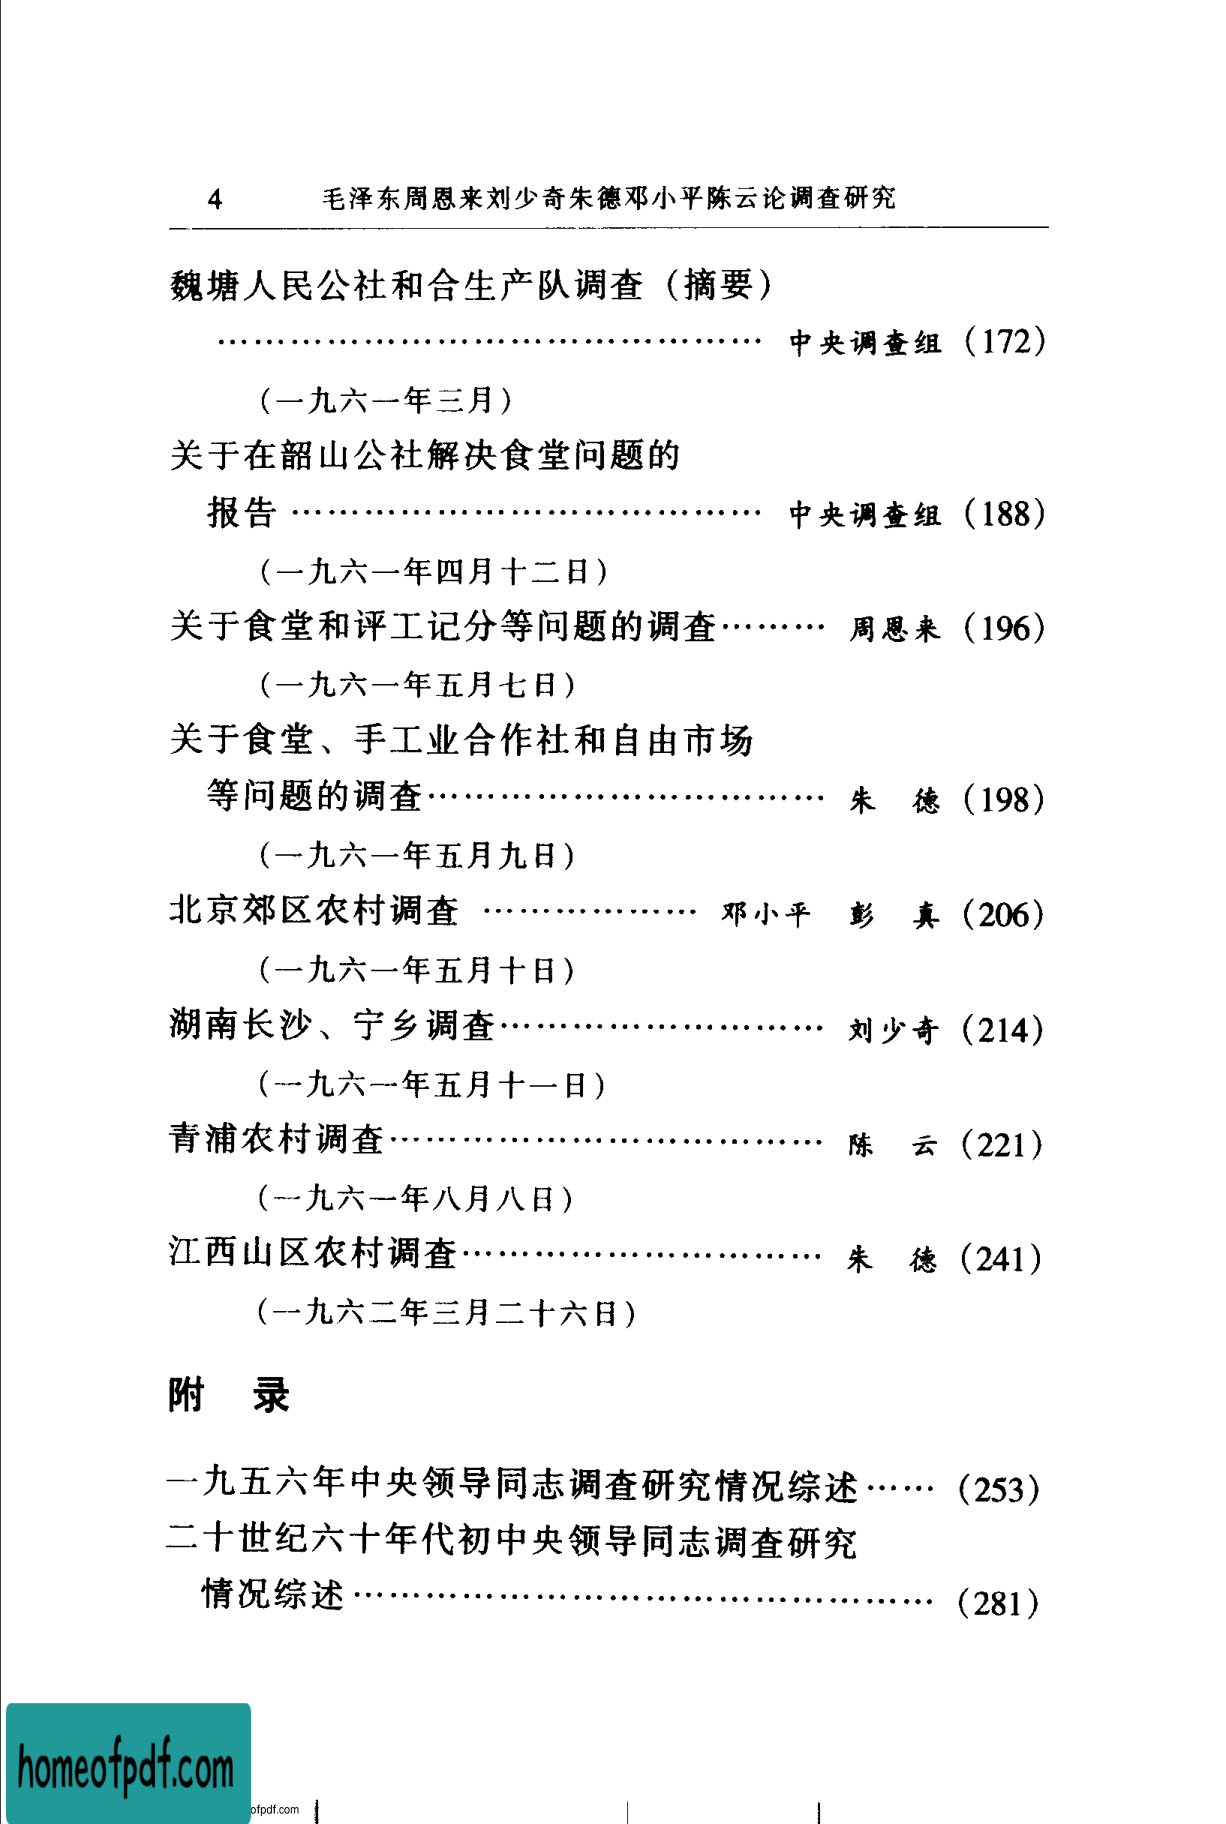 4 毛泽东周恩来刘少奇朱德邓小平陈云论调查研究
魏塘人民公社和合生产队调查（摘要）
………………………………………… 中央调查组（172）
（一九六一年三月）
关于在韶山公社解决食堂问题的
报告 …………………………………… 中央调查组（188）
（一九六一年四月十二日）
关于食堂和评工记分等问题的调查……… 周恩来（196）
（一九六一年五月七日）
关于食堂、手工业合作社和自由市场
等问题的调查……………………………… 朱　德（198）
（一九六一年五月九日）
北京郊区农村调查 ……………… 邓小平　彭　真（206）
（一九六一年五月十日）
湖南长沙、宁乡调查……………………… 刘少奇（214）
（一九六一年五月十一日）
青浦农村调查……………………………… 陈　云（221）
（一九六一年八月八日）
江西山区农村调查………………………… 朱　德（241）
（一九六二年三月二十六日）
附　录
一九五六年中央领导同志调查研究情况综述……（253）
二十世纪六十年代初中央领导同志调查研究
情况综述…………………………………………（281）
homeofpdf.com
ofpdf.com